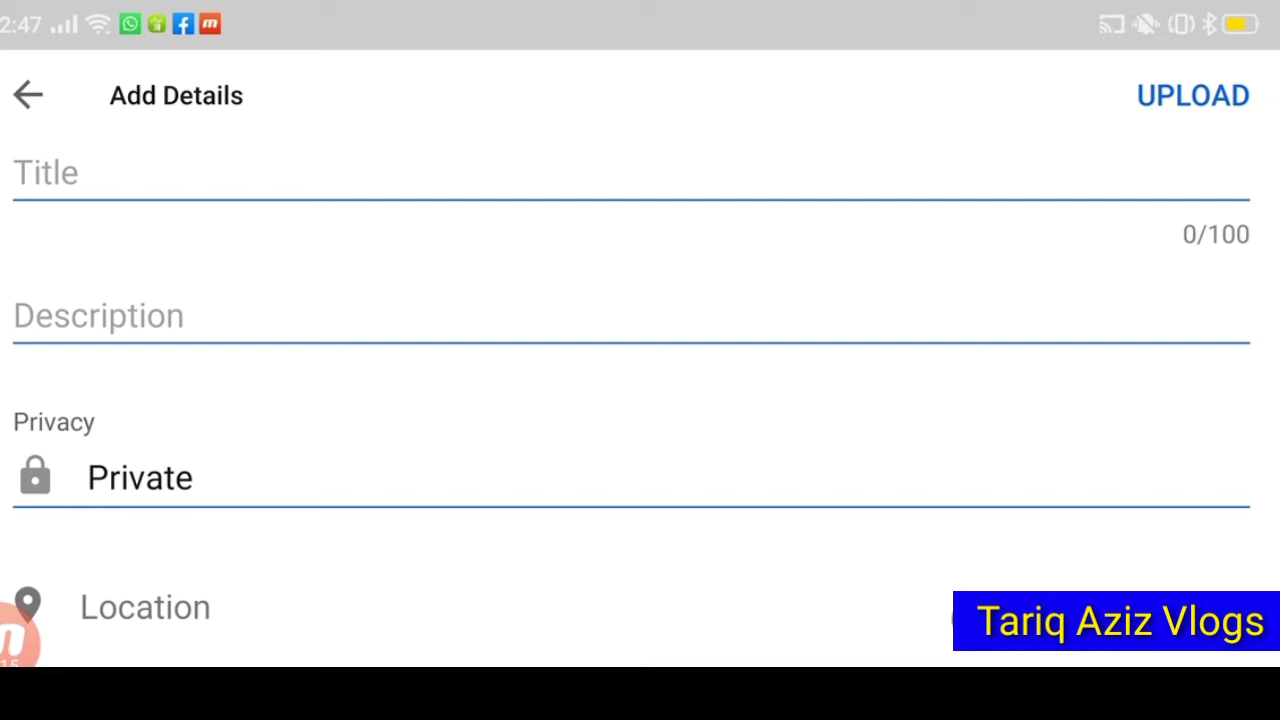 2:47
Add Details
UPLOAD
Title
0/100
Description
Privacy
Private
Location
Tariq Aziz Vlogs